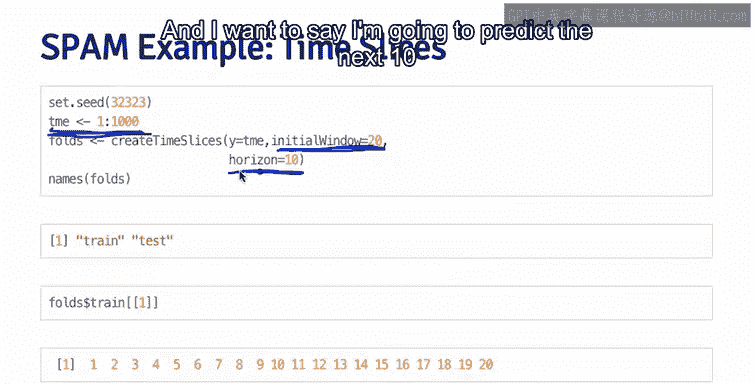 And I want to say I'm going to predict the
next 10
SPAM Example: Time Slices
set.seed(32323)
tme <- 1:1000
folds <- createTimeSlices(y=tme,initialWindow=20,
horizon=10)
names(folds)
[1] "train" "test"
folds$train[[1]]
[1] 1 2 3 4 5 6 7 8 9 10 11 12 13 14 15 16 17 18 19 20